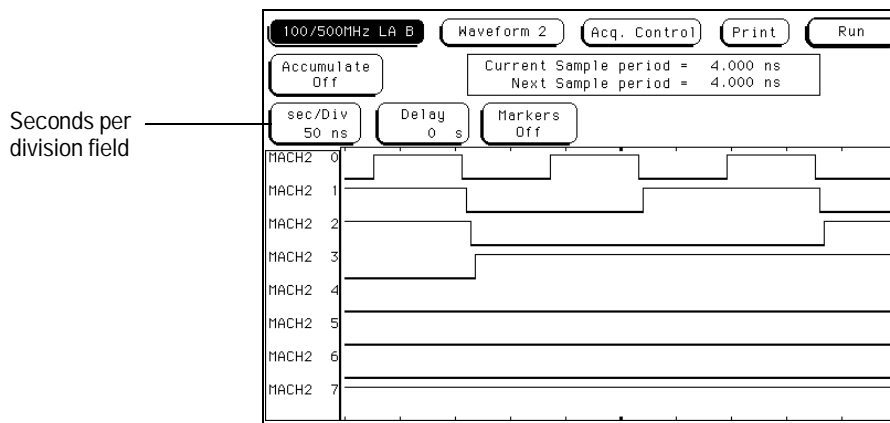 100/500MHz LA B Waveform 2 Acq. Control Print Run
Accumulate
Off
Current Sample period = 4.000 ns
Next Sample period = 4.000 ns
Seconds per
division field
sec/Div
50 ns
Delay
0 s
Markers
Off
MACH2 0
MACH2 1
MACH2 2
MACH2 3
MACH2 4
MACH2 5
MACH2 6
MACH2 7